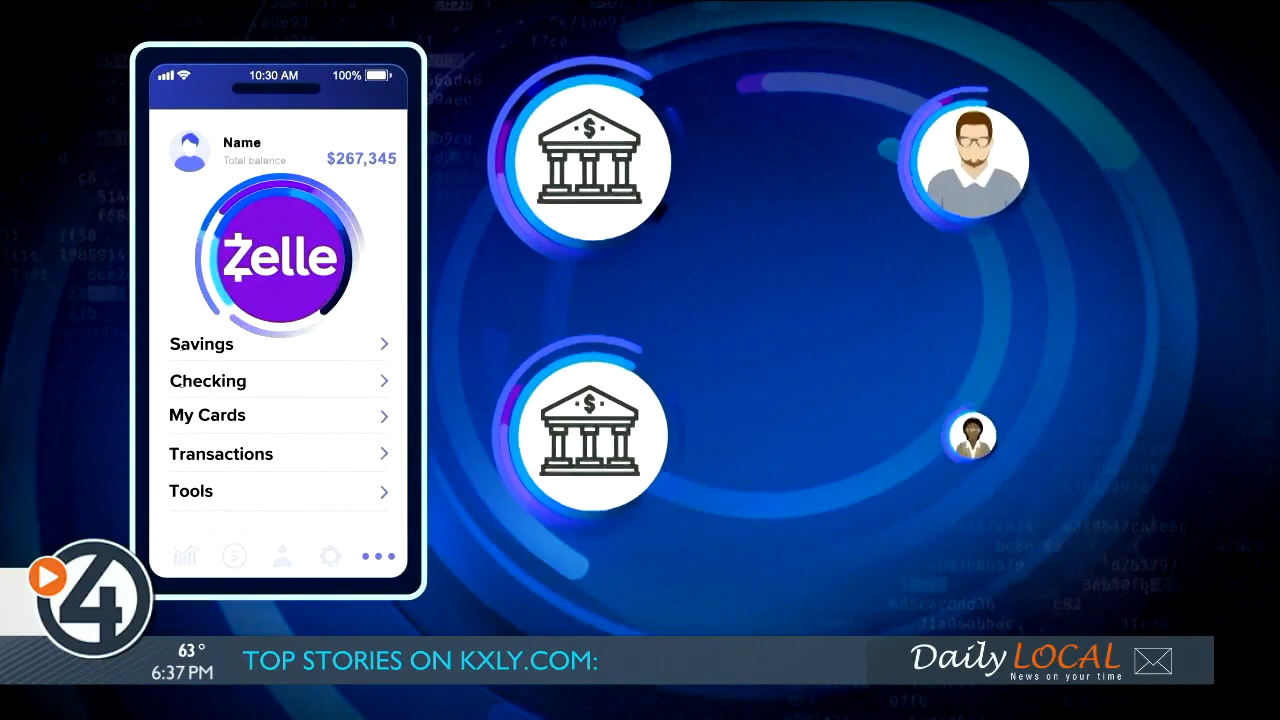 10:30 AM
100%
Name
Total balance
$267,345
Zelle
Savings
Checking
My Cards
Transactions
Tools
4
63°
6:37 PM
TOP STORIES ON KXLY.COM:
Daily LOCAL
News on your time